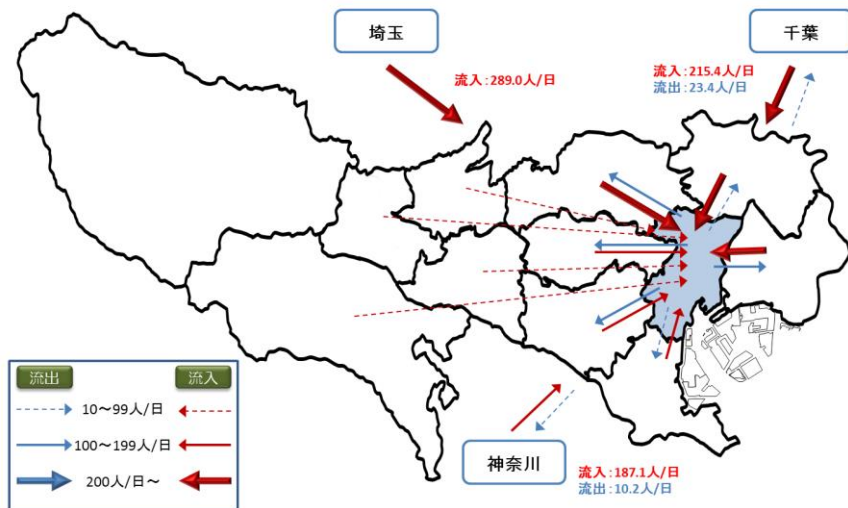 埼玉
千葉
流入:289.0人/日
流入:215.4人/日
流出:23.4人/日
流出
流入
10～99人/日
100～199人/日
200人/日～
神奈川
流入:187.1人/日
流出:10.2人/日